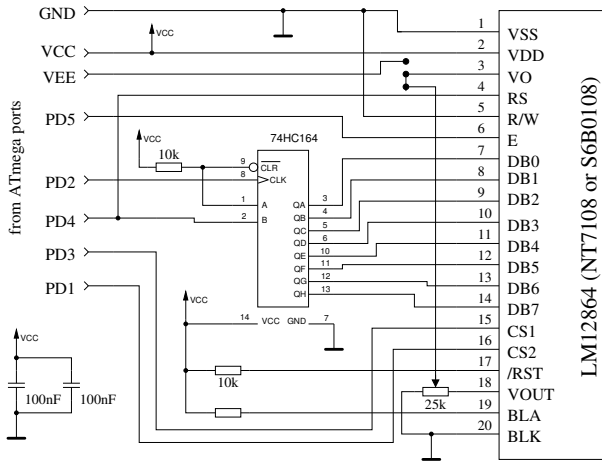 GND
VCC
VCC
VEE
from ATmega ports
PD5
PD2
PD4
PD3
PD1
VCC
10k
74HC164
9 CLR
8 CLK
1 A
2 B
QA 3
QB 4
QC 5
QD 6
QE 10
QF 11
QG 12
QH 13
VCC
14 VCC GND 7
10k
VCC
100nF 100nF
25k
1 VSS
2 VDD
3 VO
4 RS
5 R/W
6 E
7 DB0
8 DB1
9 DB2
10 DB3
11 DB4
12 DB5
13 DB6
14 DB7
15 CS1
16 CS2
17 /RST
18 VOUT
19 BLA
20 BLK
LM12864 (NT7108 or S6B0108)